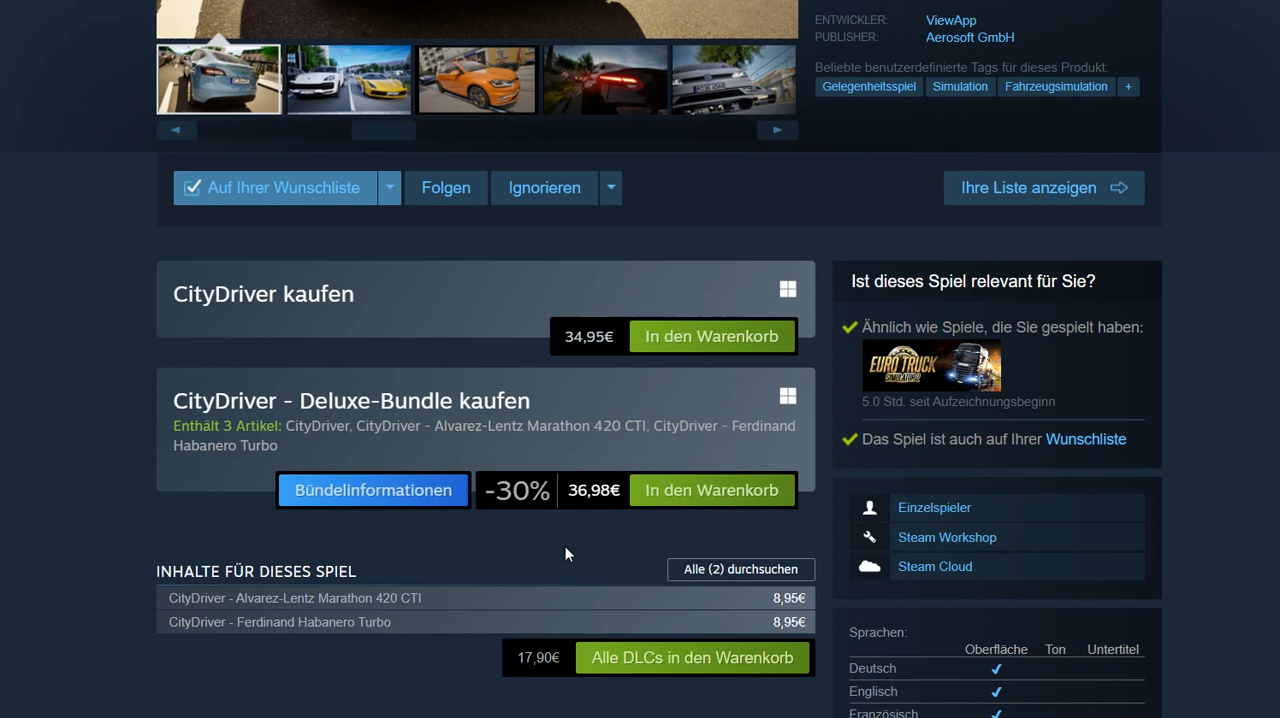 ENTWICKLER: ViewApp
PUBLISHER: Aerosoft GmbH
Beliebte benutzerdefinierte Tags für dieses Produkt:
Gelegenheitsspiel Simulation Fahrzeugsimulation +
Auf Ihrer Wunschliste Folgen Ignorieren Ihre Liste anzeigen
CityDriver kaufen
34,95€ In den Warenkorb
CityDriver - Deluxe-Bundle kaufen
Enthält 3 Artikel: CityDriver, CityDriver - Alvarez-Lentz Marathon 420 CTI, CityDriver - Ferdinand
Habanero Turbo
Bündelinformationen -30% 36,98€ In den Warenkorb
INHALTE FÜR DIESES SPIEL Alle (2) durchsuchen
CityDriver - Alvarez-Lentz Marathon 420 CTI 8,95€
CityDriver - Ferdinand Habanero Turbo 8,95€
17,90€ Alle DLCs in den Warenkorb
Ist dieses Spiel relevant für Sie?
Ähnlich wie Spiele, die Sie gespielt haben:
EURO TRUCK
SIMULATOR 2
5.0 Std. seit Aufzeichnungsbeginn
Das Spiel ist auch auf Ihrer Wunschliste
Einzelspieler
Steam Workshop
Steam Cloud
Sprachen:
Oberfläche Ton Untertitel
Deutsch
Englisch
Französisch